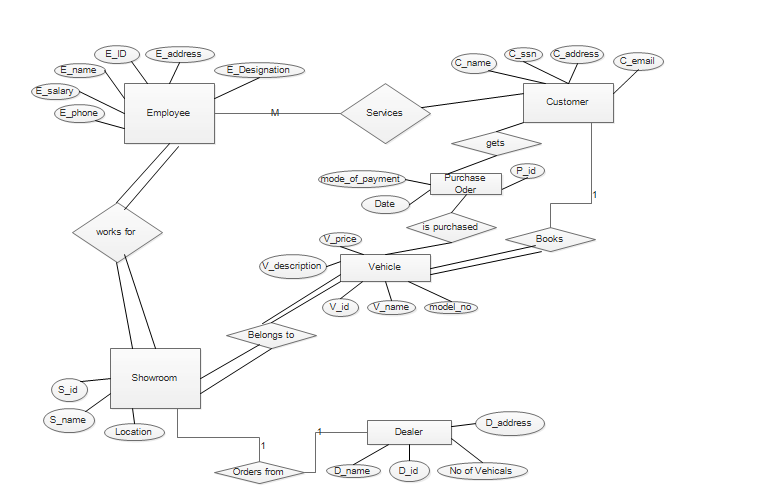 E_ID
E_address
E_name
E_Designation
E_salary
E_phone
Employee
M
Services
C_name
C_ssn
C_address
C_email
Customer
gets
mode_of_payment
Purchase
Oder
P_id
Date
1
works for
is purchased
Books
V_price
V_description
Vehicle
V_id
V_name
model_no
Belongs to
Showroom
S_id
S_name
Location
1
1
Orders from
Dealer
D_address
D_name
D_id
No of Vehicals